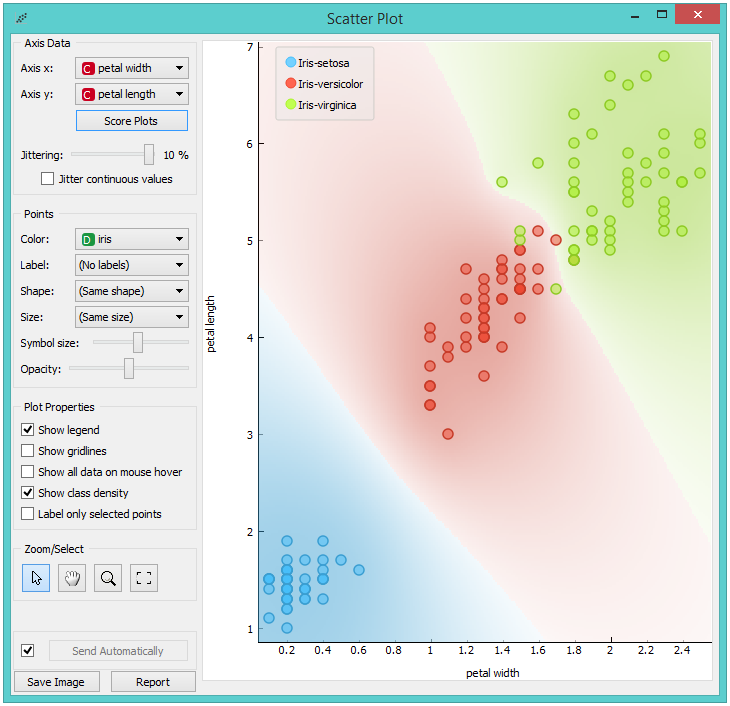 Scatter Plot
Axis Data
Axis x: C petal width
Axis y: C petal length
Score Plots
Jittering: 10 %
Jitter continuous values
Points
Color: D iris
Label: (No labels)
Shape: (Same shape)
Size: (Same size)
Symbol size:
Opacity:
Plot Properties
Show legend
Show gridlines
Show all data on mouse hover
Show class density
Label only selected points
Zoom/Select
Send Automatically
Save Image Report
Iris-setosa
Iris-versicolor
Iris-virginica
petal length
7
6
5
4
3
2
1
0.2 0.4 0.6 0.8 1 1.2 1.4 1.6 1.8 2 2.2 2.4
petal width